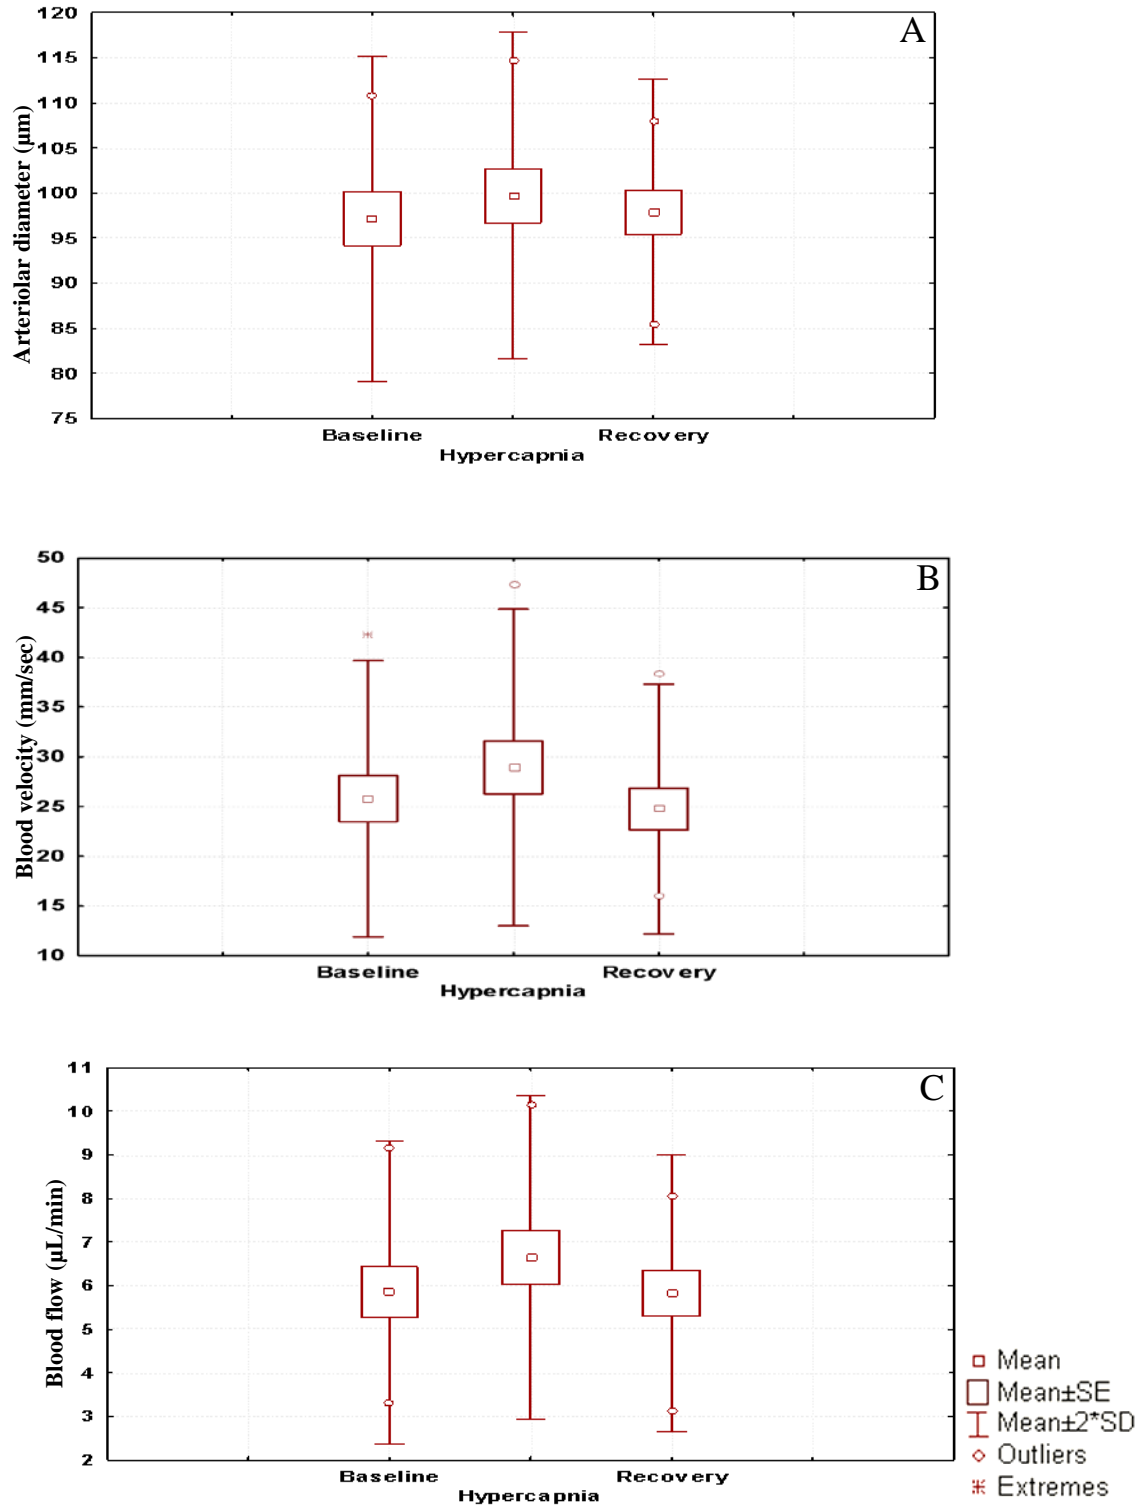 A
120
115
110
105
100
95
90
85
80
75
Arteriolar diameter (µm)
Baseline
Hypercapnia
Recovery
B
50
45
40
35
30
25
20
15
10
Blood velocity (mm/sec)
Baseline
Hypercapnia
Recovery
C
11
10
9
8
7
6
5
4
3
2
Blood flow (µL/min)
Baseline
Hypercapnia
Recovery
Mean
Mean±SE
Mean±2*SD
Outliers
Extremes